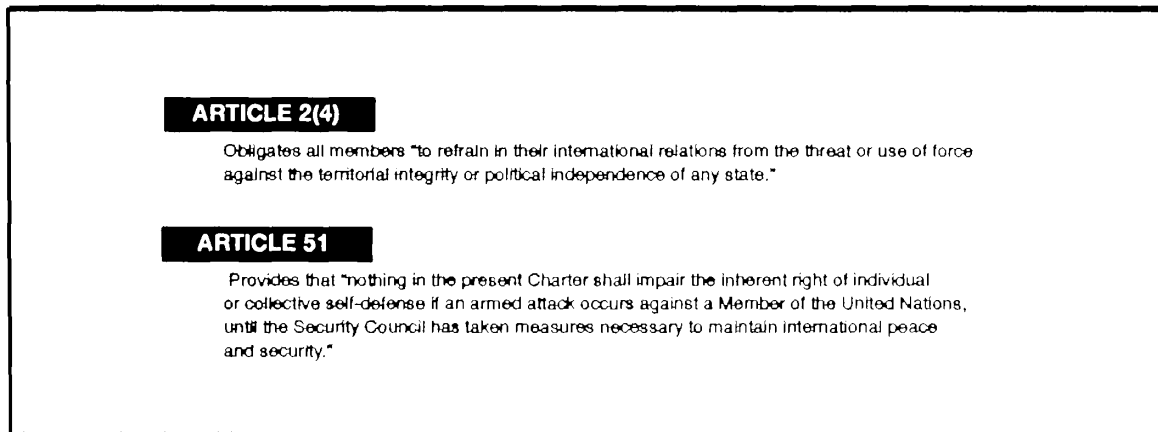 ARTICLE 2(4)
Obligates all members "to refrain in their international relations from the threat or use of force
against the territorial integrity or political independence of any state."
ARTICLE 51
Provides that "nothing in the present Charter shall impair the inherent right of individual
or collective self-defense if an armed attack occurs against a Member of the United Nations,
until the Security Council has taken measures necessary to maintain international peace
and security."